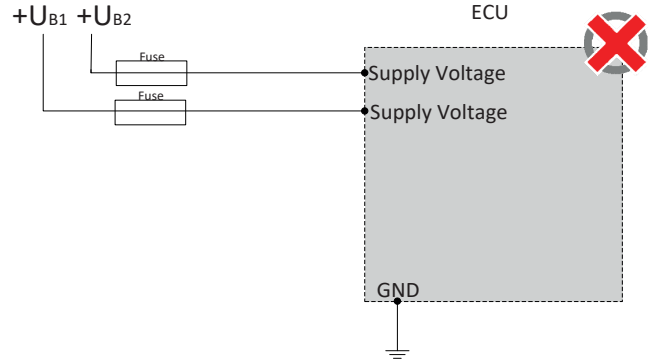 +UB1 +UB2
ECU
Fuse
Supply Voltage
Fuse
Supply Voltage
GND